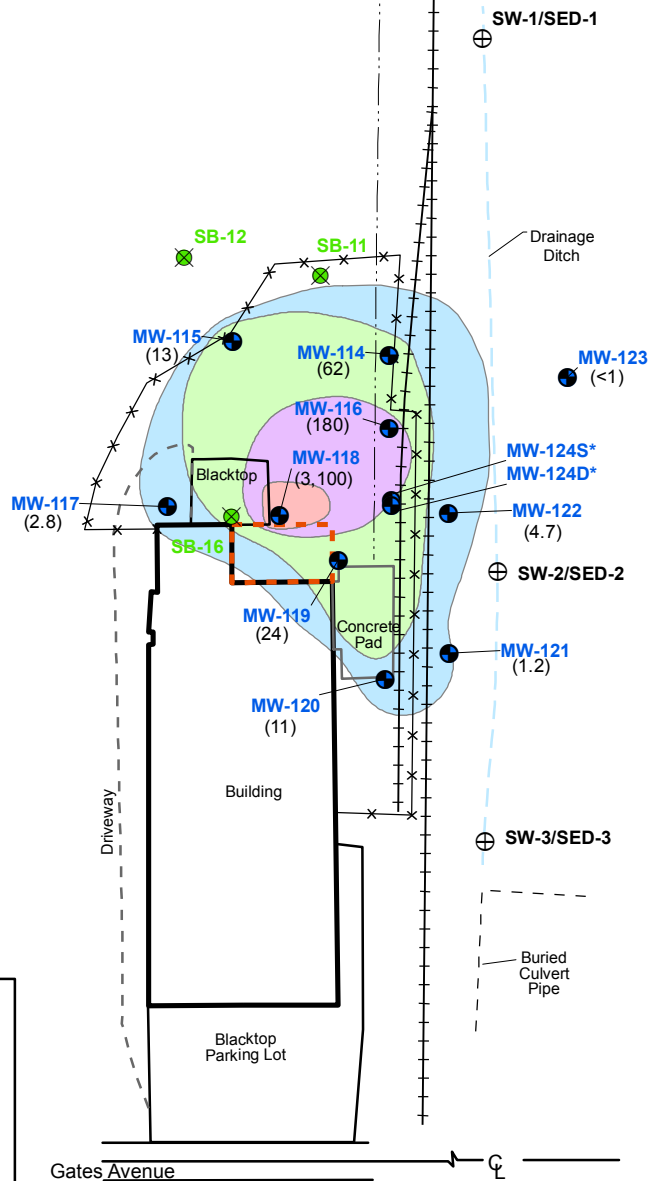 SW-1/SED-1
SB-12
SB-11
Drainage
Ditch
MW-115
(13)
MW-114
(62)
MW-123
(<1)
MW-116
(180)
MW-118
(3,100)
Blacktop
MW-124S*
MW-124D*
MW-117
(2.8)
MW-122
(4.7)
SB-16
SW-2/SED-2
MW-119
(24)
Concrete
Pad
MW-121
(1.2)
MW-120
(11)
Building
Driveway
SW-3/SED-3
Buried
Culvert
Pipe
Blacktop
Parking Lot
Gates Avenue
℄